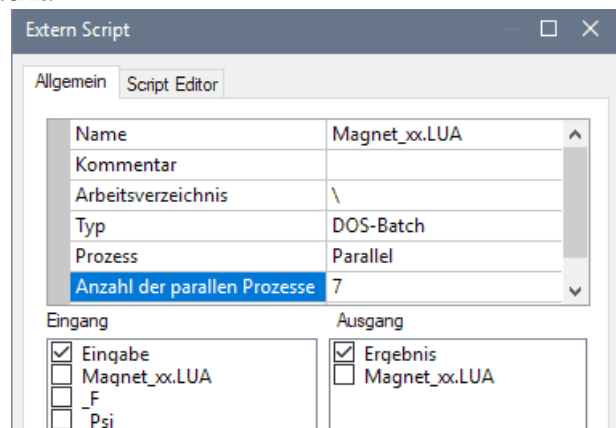 Extern Script
Allgemein Script Editor
Name Magnet_xx.LUA
Kommentar
Arbeitsverzeichnis \
Typ DOS-Batch
Prozess Parallel
Anzahl der parallen Prozesse 7
Eingang Ausgang
Eingabe Ergebnis
Magnet_xx.LUA Magnet_xx.LUA
_F
_Psi